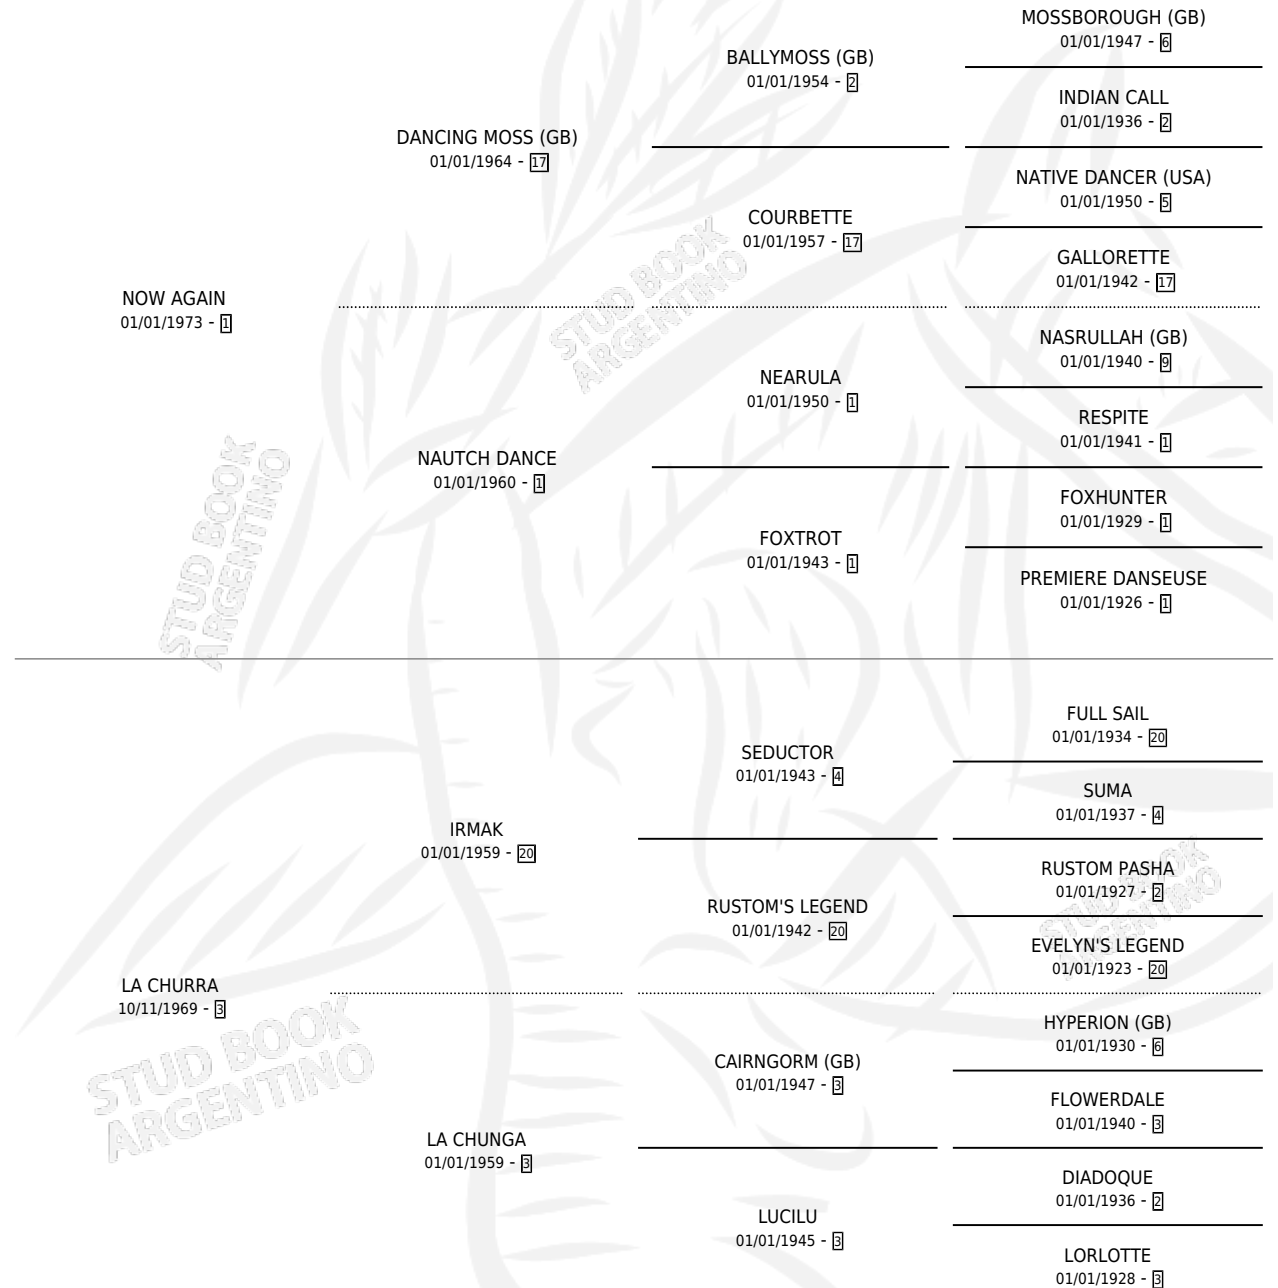 MOSSBOROUGH (GB)
01/01/1947 - 6
BALLYMOSS (GB)
01/01/1954 - 2
INDIAN CALL
01/01/1936 - 2
DANCING MOSS (GB)
01/01/1964 - 17
NATIVE DANCER (USA)
01/01/1950 - 5
COURBETTE
01/01/1957 - 17
GALLORETTE
01/01/1942 - 17
NOW AGAIN
01/01/1973 - 1
STUD BOOK
ARGENTINO
NASRULLAH (GB)
01/01/1940 - 9
NEARULA
01/01/1950 - 1
RESPITE
01/01/1941 - 1
NAUTCH DANCE
01/01/1960 - 1
FOXHUNTER
01/01/1929 - 1
FOXTROT
01/01/1943 - 1
PREMIERE DANSEUSE
01/01/1926 - 1
STUD BOOK
ARGENTINO
FULL SAIL
01/01/1934 - 20
SEDUCTOR
01/01/1943 - 4
SUMA
01/01/1937 - 4
IRMAK
01/01/1959 - 20
RUSTOM PASHA
01/01/1927 - 2
RUSTOM'S LEGEND
01/01/1942 - 20
STUD BOOK
ARGENTINO
EVELYN'S LEGEND
01/01/1923 - 20
LA CHURRA
10/11/1969 - 3
HYPERION (GB)
01/01/1930 - 6
CAIRNGORM (GB)
01/01/1947 - 3
STUD BOOK
ARGENTINO
FLOWERDALE
01/01/1940 - 3
LA CHUNGA
01/01/1959 - 3
DIADOQUE
01/01/1936 - 2
LUCILU
01/01/1945 - 3
LORLOTTE
01/01/1928 - 3